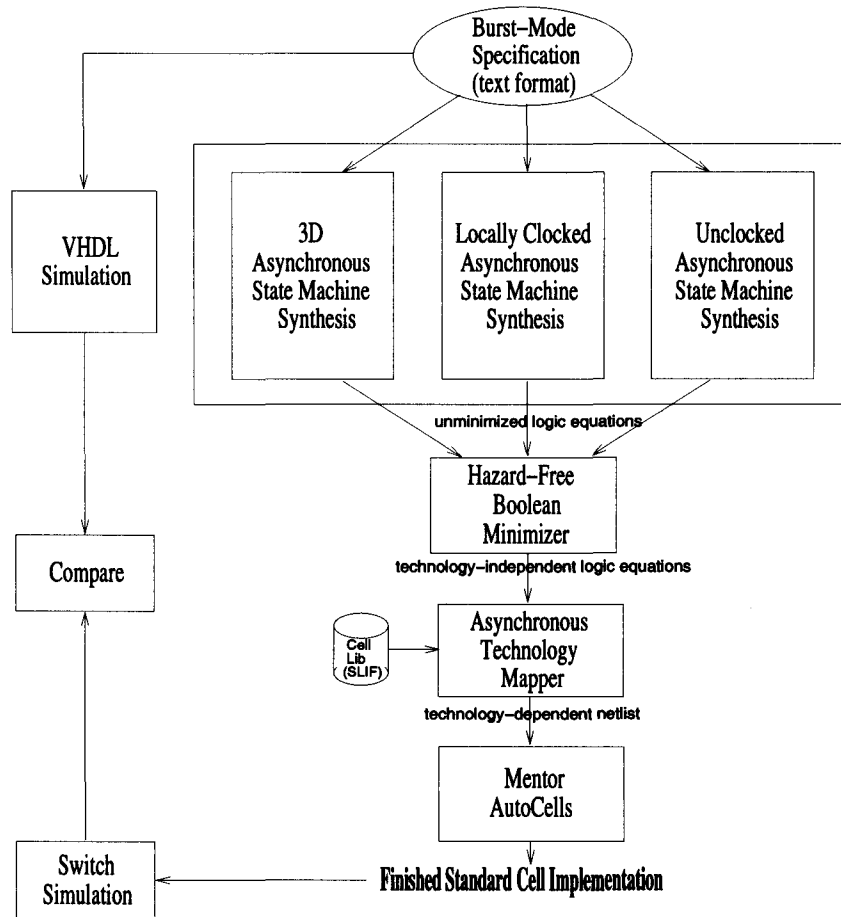 Burst–Mode
Specification
(text format)
VHDL
Simulation
3D
Asynchronous
State Machine
Synthesis
Locally Clocked
Asynchronous
State Machine
Synthesis
Unclocked
Asynchronous
State Machine
Synthesis
unminimized logic equations
Hazard–Free
Boolean
Minimizer
technology–independent logic equations
Compare
Cell
Lib
(SLIF)
Asynchronous
Technology
Mapper
technology–dependent netlist
Mentor
AutoCells
Switch
Simulation
Finished Standard Cell Implementation